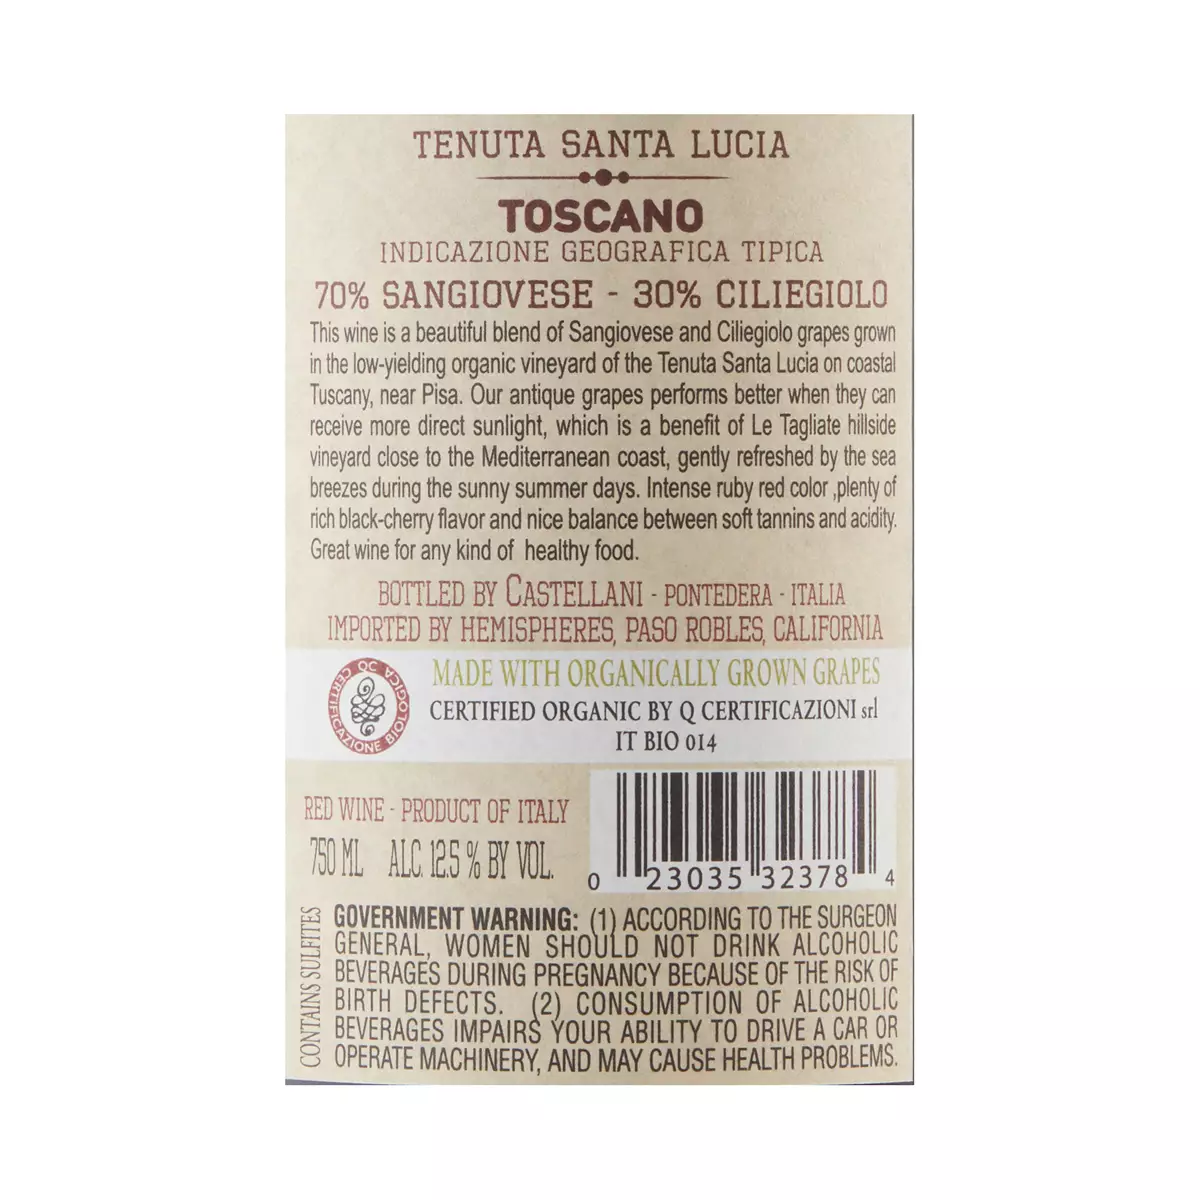 TENUTA SANTA LUCIA
TOSCANO
INDICAZIONE GEOGRAFICA TIPICA
70% SANGIOVESE - 30% CILIEGIOLO
This wine is a beautiful blend of Sangiovese and Ciliegiolo grapes grown
in the low-yielding organic vineyard of the Tenuta Santa Lucia on coastal
Tuscany, near Pisa. Our antique grapes performs better when they can
receive more direct sunlight, which is a benefit of Le Tagliate hillside
vineyard close to the Mediterranean coast, gently refreshed by the sea
breezes during the sunny summer days. Intense ruby red color ,plenty of
rich black-cherry flavor and nice balance between soft tannins and acidity.
Great wine for any kind of healthy food.
BOTTLED BY CASTELLANI - PONTEDERA - ITALIA
IMPORTED BY HEMISPHERES, PASO ROBLES, CALIFORNIA
QC CERTIFICAZIONE BIOLOGICA
MADE WITH ORGANICALLY GROWN GRAPES
CERTIFIED ORGANIC BY Q CERTIFICAZIONI srl
IT BIO 014
RED WINE - PRODUCT OF ITALY
750 ML ALC. 12.5 % BY VOL.
0 23035 32378 4
CONTAINS SULFITES
GOVERNMENT WARNING: (1) ACCORDING TO THE SURGEON
GENERAL, WOMEN SHOULD NOT DRINK ALCOHOLIC
BEVERAGES DURING PREGNANCY BECAUSE OF THE RISK OF
BIRTH DEFECTS. (2) CONSUMPTION OF ALCOHOLIC
BEVERAGES IMPAIRS YOUR ABILITY TO DRIVE A CAR OR
OPERATE MACHINERY, AND MAY CAUSE HEALTH PROBLEMS.